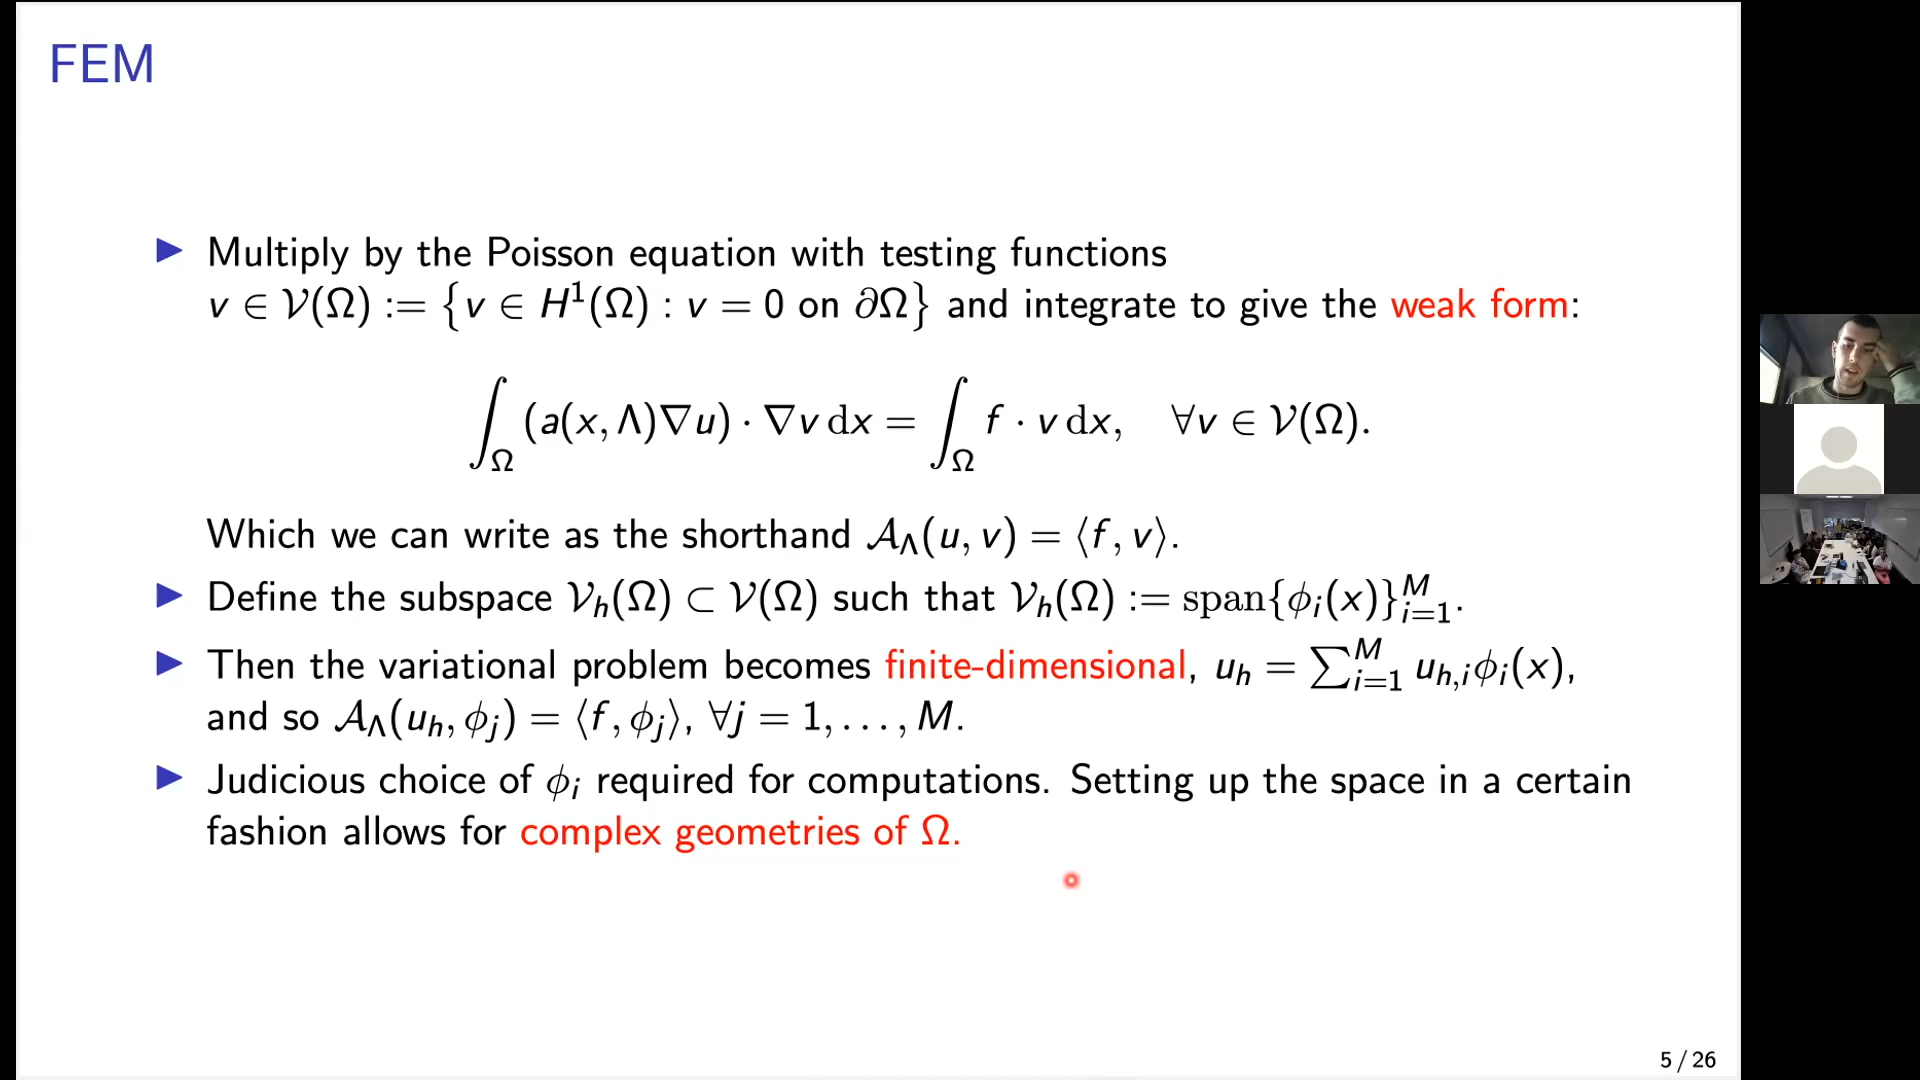 FEM
▶ Multiply by the Poisson equation with testing functions
v ∈ 𝒱(Ω) := {v ∈ H¹(Ω) : v = 0 on ∂Ω} and integrate to give the weak form:
∫_Ω (a(x, Λ)∇u) · ∇v dx = ∫_Ω f · v dx, ∀v ∈ 𝒱(Ω).
Which we can write as the shorthand 𝒜_Λ(u, v) = ⟨f, v⟩.
▶ Define the subspace 𝒱_h(Ω) ⊂ 𝒱(Ω) such that 𝒱_h(Ω) := span{ϕ_i(x)}_{i=1}^M.
▶ Then the variational problem becomes finite-dimensional, u_h = ∑_{i=1}^M u_{h,i}ϕ_i(x),
and so 𝒜_Λ(u_h, ϕ_j) = ⟨f, ϕ_j⟩, ∀j = 1, . . . , M.
▶ Judicious choice of ϕ_i required for computations. Setting up the space in a certain
fashion allows for complex geometries of Ω.
5 / 26